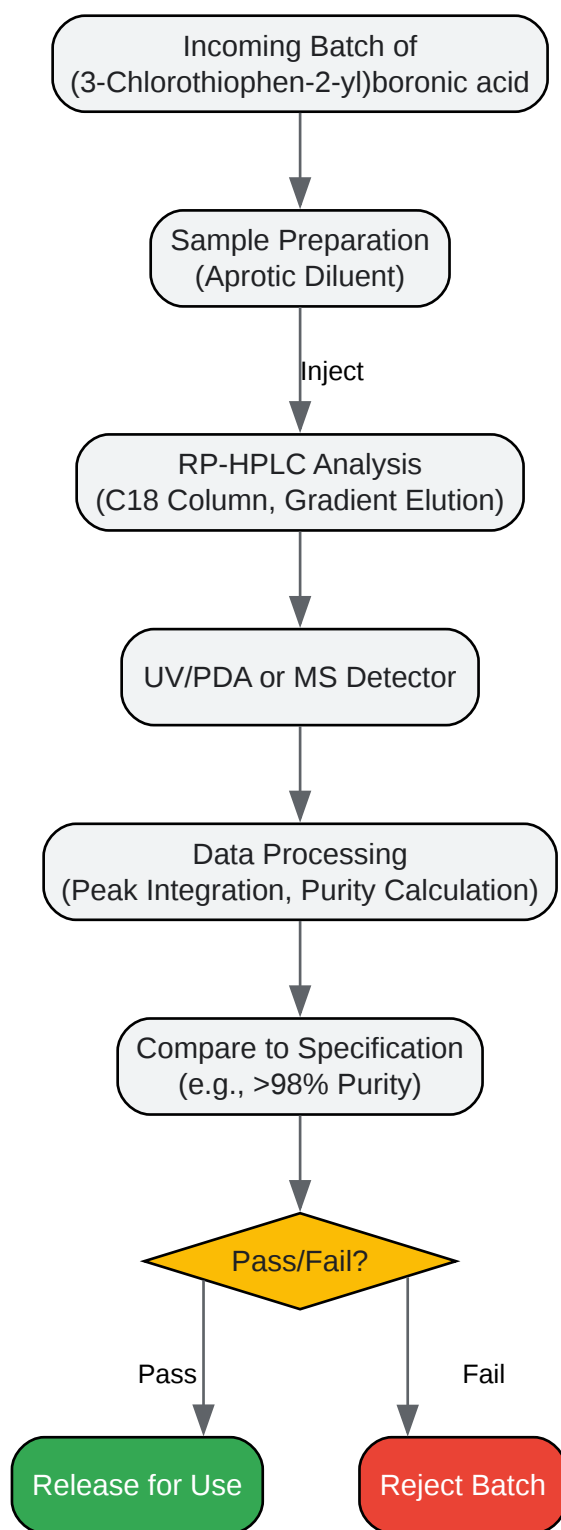 Incoming Batch of
(3-Chlorothiophen-2-yl)boronic acid
Sample Preparation
(Aprotic Diluent)
Inject
RP-HPLC Analysis
(C18 Column, Gradient Elution)
UV/PDA or MS Detector
Data Processing
(Peak Integration, Purity Calculation)
Compare to Specification
(e.g., >98% Purity)
Pass/Fail?
Pass
Fail
Release for Use
Reject Batch